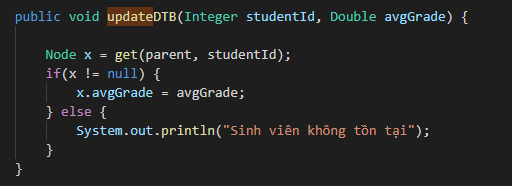 public void updateDTB(Integer studentId, Double avgGrade) {
Node x = get(parent, studentId);
if(x != null) {
x.avgGrade = avgGrade;
} else {
System.out.println("Sinh viên không tồn tại");
}
}